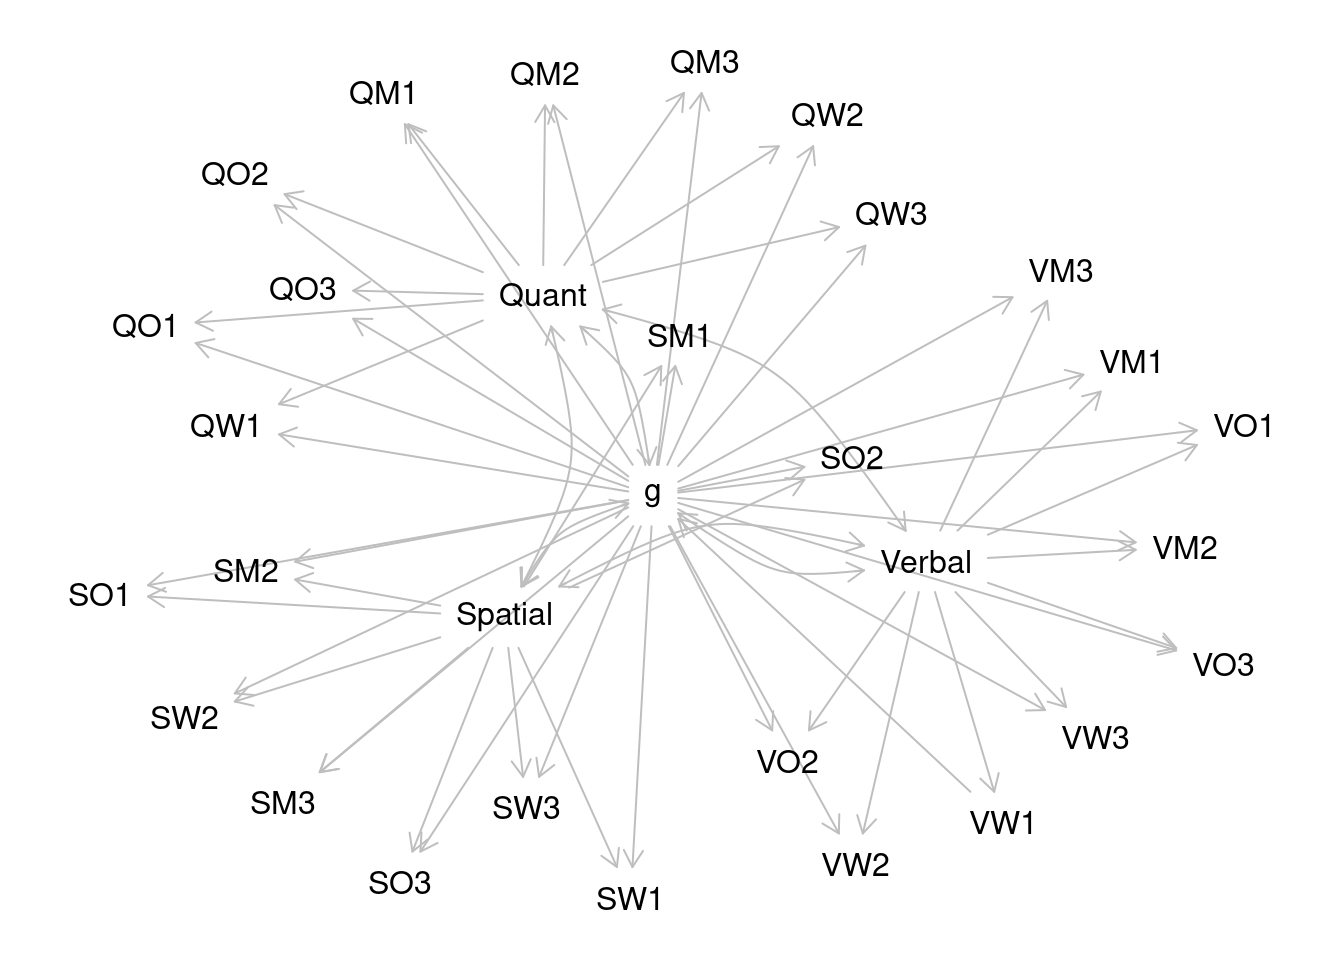 QM3
QM2
QM1
QW2
QO2
QW3
VM3
QO3
Quant
QO1
SM1
VM1
QW1
VO1
SO2
g
VM2
Verbal
SM2
SO1
Spatial
VO3
SW2
VW3
VO2
SM3
SW3
VW1
VW2
SO3
SW1